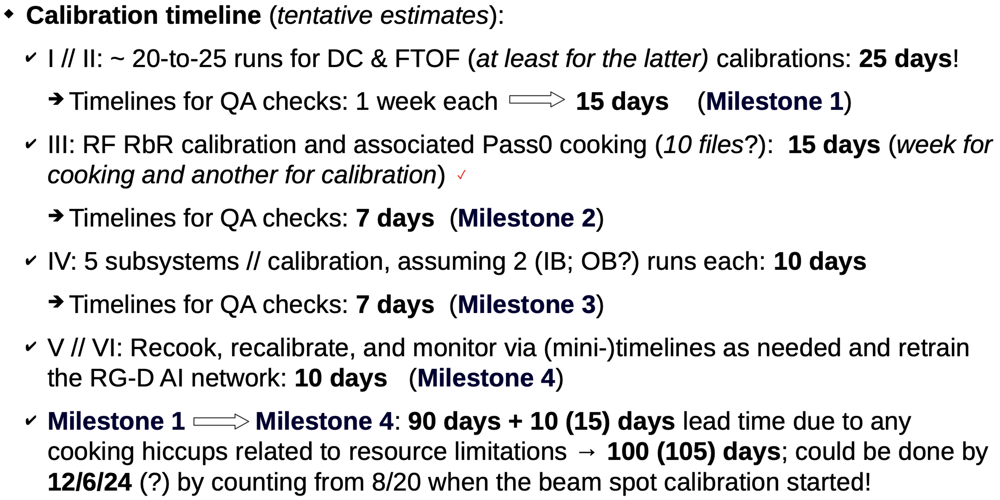 ◆ Calibration timeline (tentative estimates):
✔ I // II: ~ 20-to-25 runs for DC & FTOF (at least for the latter) calibrations: 25 days!
➔ Timelines for QA checks: 1 week each ⇨ 15 days (Milestone 1)
✔ III: RF RbR calibration and associated Pass0 cooking (10 files?): 15 days (week for
cooking and another for calibration) ✓
➔ Timelines for QA checks: 7 days (Milestone 2)
✔ IV: 5 subsystems // calibration, assuming 2 (IB; OB?) runs each: 10 days
➔ Timelines for QA checks: 7 days (Milestone 3)
✔ V // VI: Recook, recalibrate, and monitor via (mini-)timelines as needed and retrain
the RG-D AI network: 10 days (Milestone 4)
✔ Milestone 1 ⇨ Milestone 4: 90 days + 10 (15) days lead time due to any
cooking hiccups related to resource limitations → 100 (105) days; could be done by
12/6/24 (?) by counting from 8/20 when the beam spot calibration started!